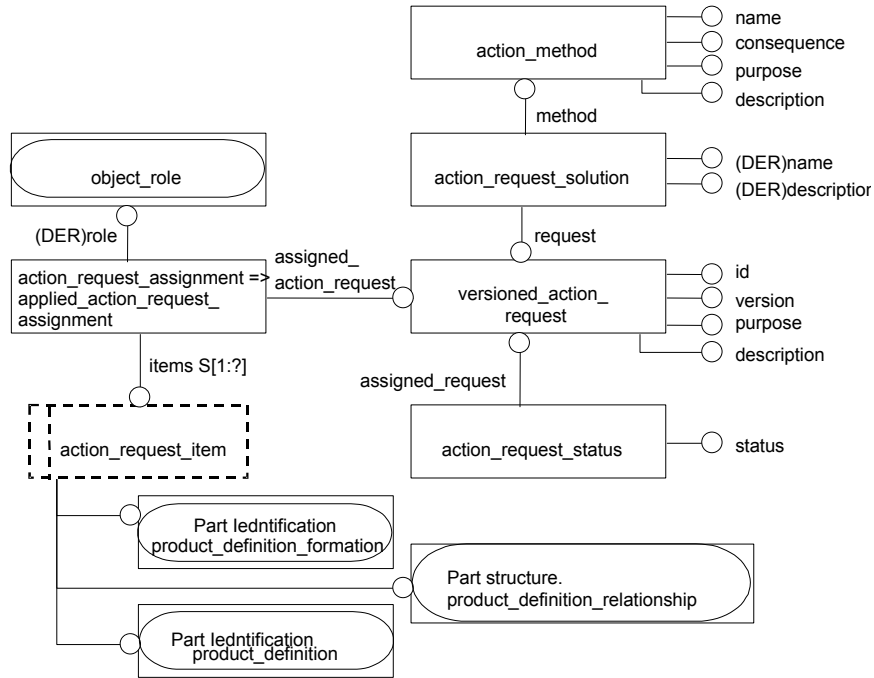 name
consequence
action_method
purpose
description
method
object_role
action_request_solution
(DER)name
(DER)description
(DER)role
assigned_
action_request
request
action_request_assignment =>
applied_action_request_
assignment
versioned_action_
request
id
version
purpose
description
items S[1:?]
assigned_request
action_request_item
action_request_status
status
Part Iedntification
product_definition_formation
Part structure.
product_definition_relationship
Part Iedntification
product_definition